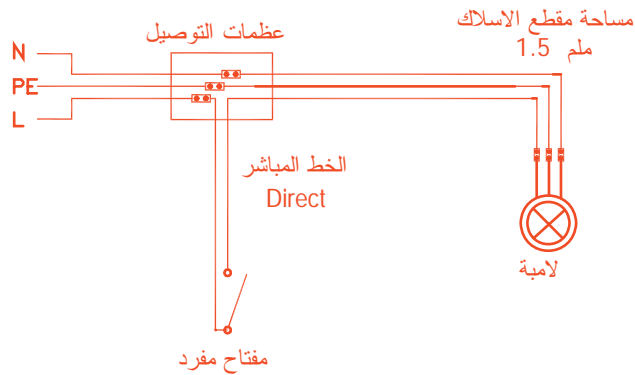 مساحة مقطع الاسلاك
1.5 ملم
عظمات التوصيل
N
PE
L
الخط المباشر
Direct
لامبة
مفتاح مفرد